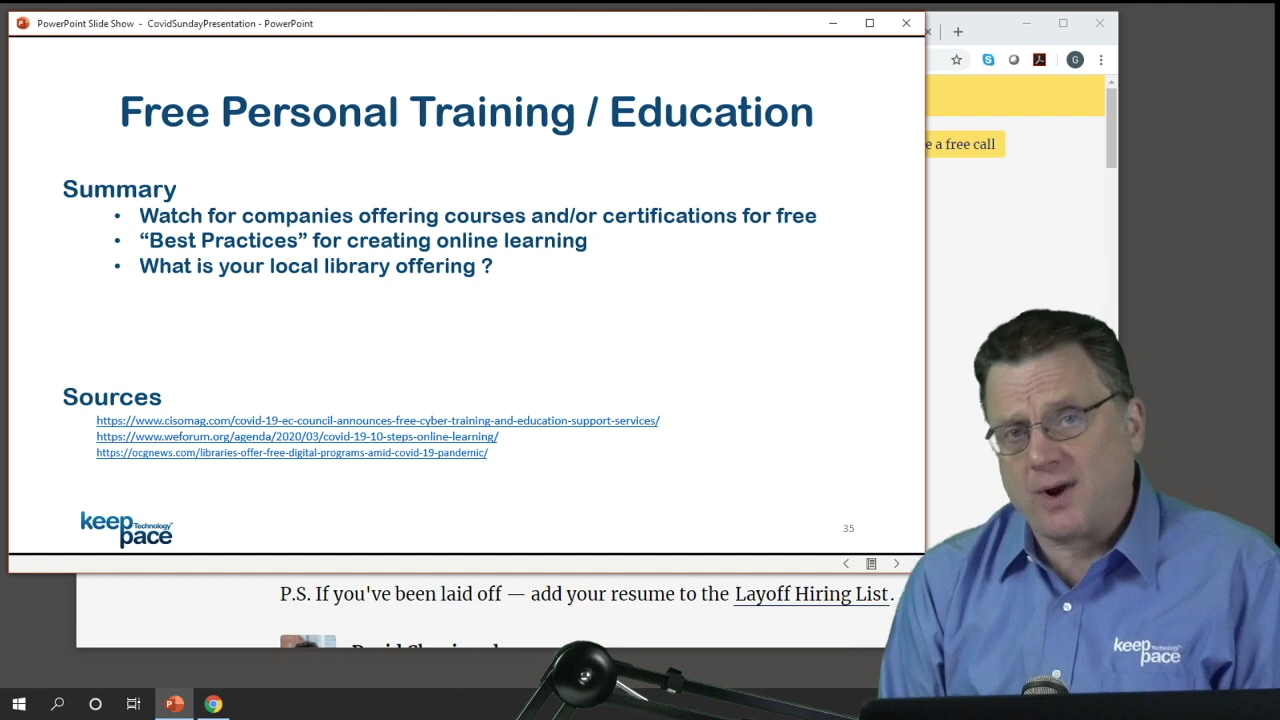 PowerPoint Slide Show - CovidSundayPresentation - PowerPoint
Free Personal Training / Education
Summary
• Watch for companies offering courses and/or certifications for free
• “Best Practices” for creating online learning
• What is your local library offering ?
Sources
https://www.cisomag.com/covid-19-ec-council-announces-free-cyber-training-and-education-support-services/
https://www.weforum.org/agenda/2020/03/covid-19-10-steps-online-learning/
https://ocgnews.com/libraries-offer-free-digital-programs-amid-covid-19-pandemic/
keep Technology™
pace
35
G
e a free call
P.S. If you've been laid off — add your resume to the Layoff Hiring List.
keep Technology
pace